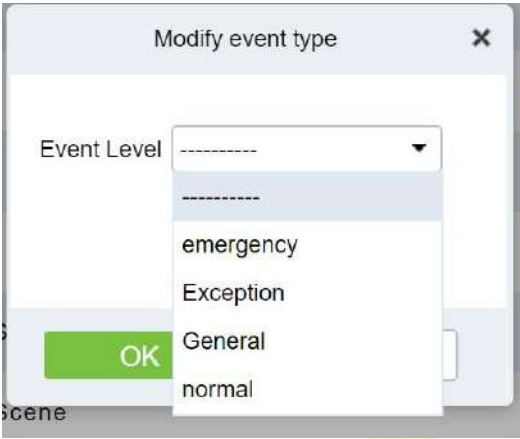 Modify event type ×
Event Level ----------
----------
emergency
Exception
General
OK
normal
Scene